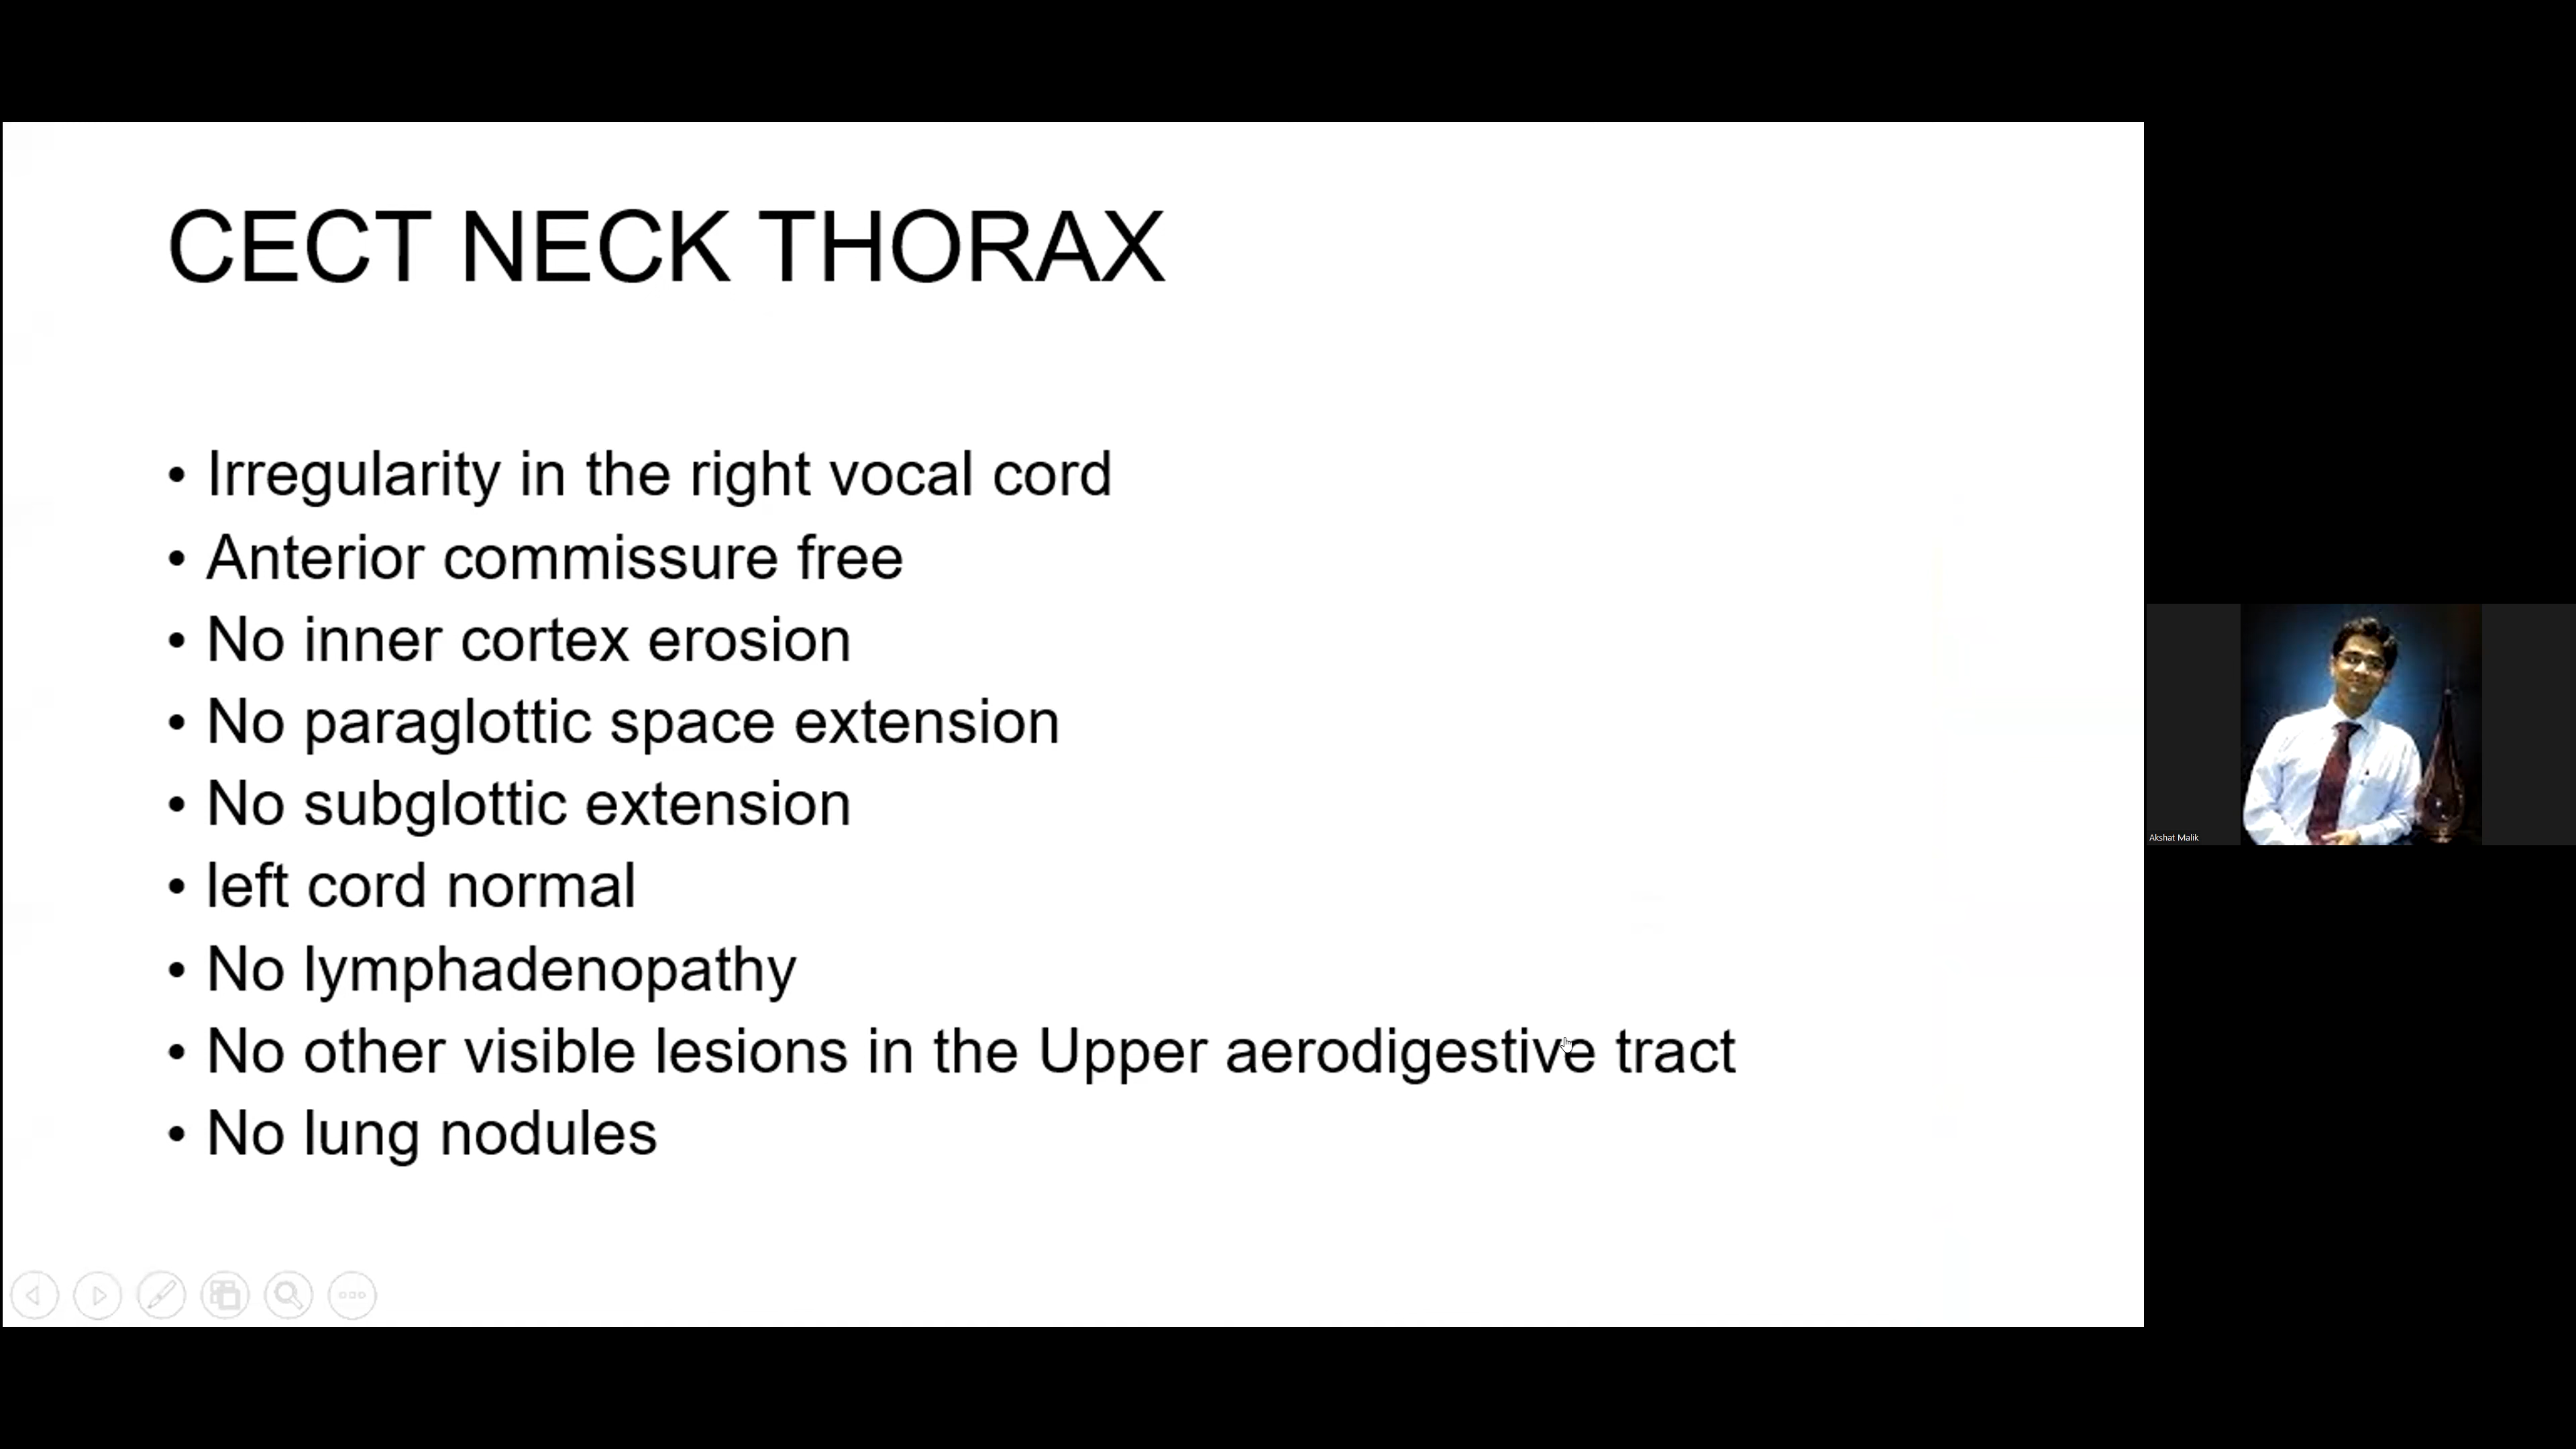 CECT NECK THORAX
• Irregularity in the right vocal cord
• Anterior commissure free
• No inner cortex erosion
• No paraglottic space extension
• No subglottic extension
• left cord normal
• No lymphadenopathy
• No other visible lesions in the Upper aerodigestive tract
• No lung nodules
Akshat Malik